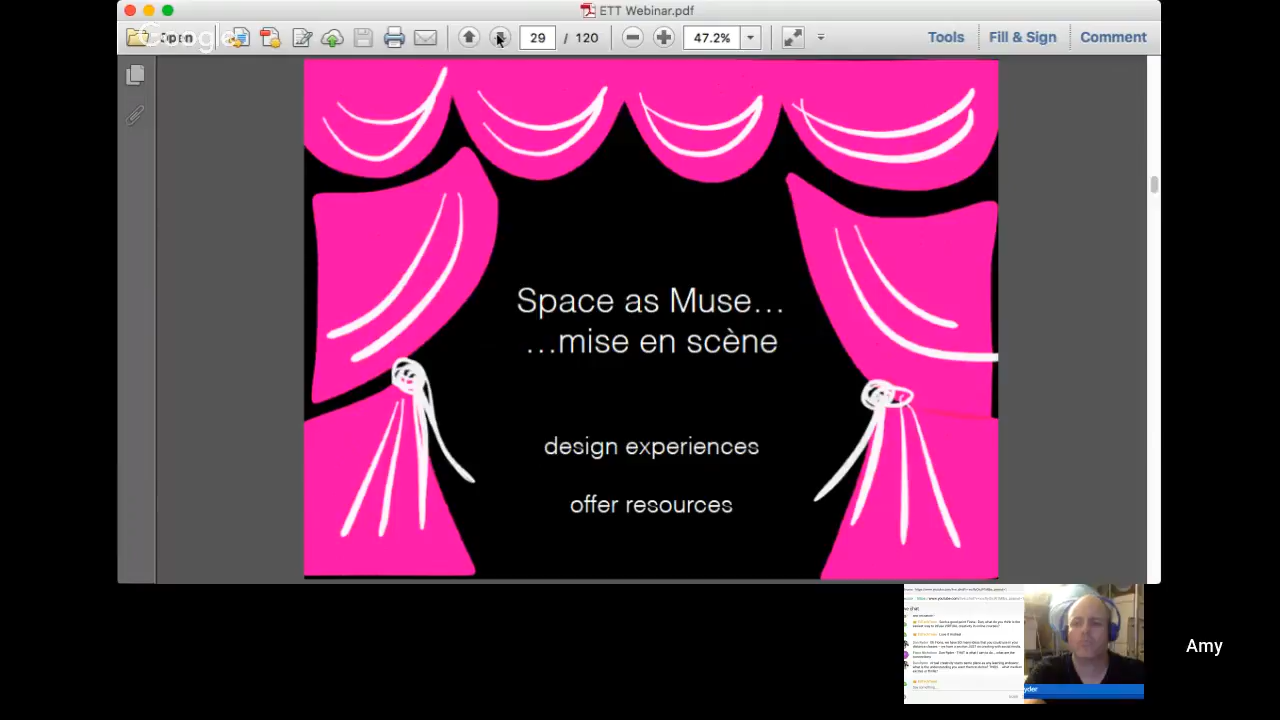 ETT Webinar.pdf
Open
29 / 120
47.2%
Tools
Fill & Sign
Comment
Space as Muse...
...mise en scène
design experiences
offer resources
Amy